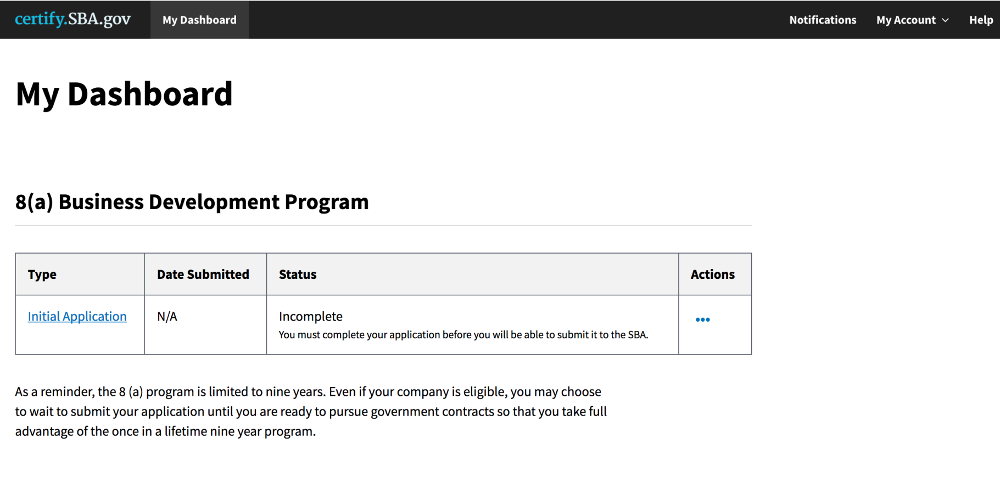 certify.SBA.gov My Dashboard Notifications My Account Help
My Dashboard
8(a) Business Development Program
Type Date Submitted Status Actions
Initial Application N/A Incomplete
You must complete your application before you will be able to submit it to the SBA.
As a reminder, the 8 (a) program is limited to nine years. Even if your company is eligible, you may choose
to wait to submit your application until you are ready to pursue government contracts so that you take full
advantage of the once in a lifetime nine year program.